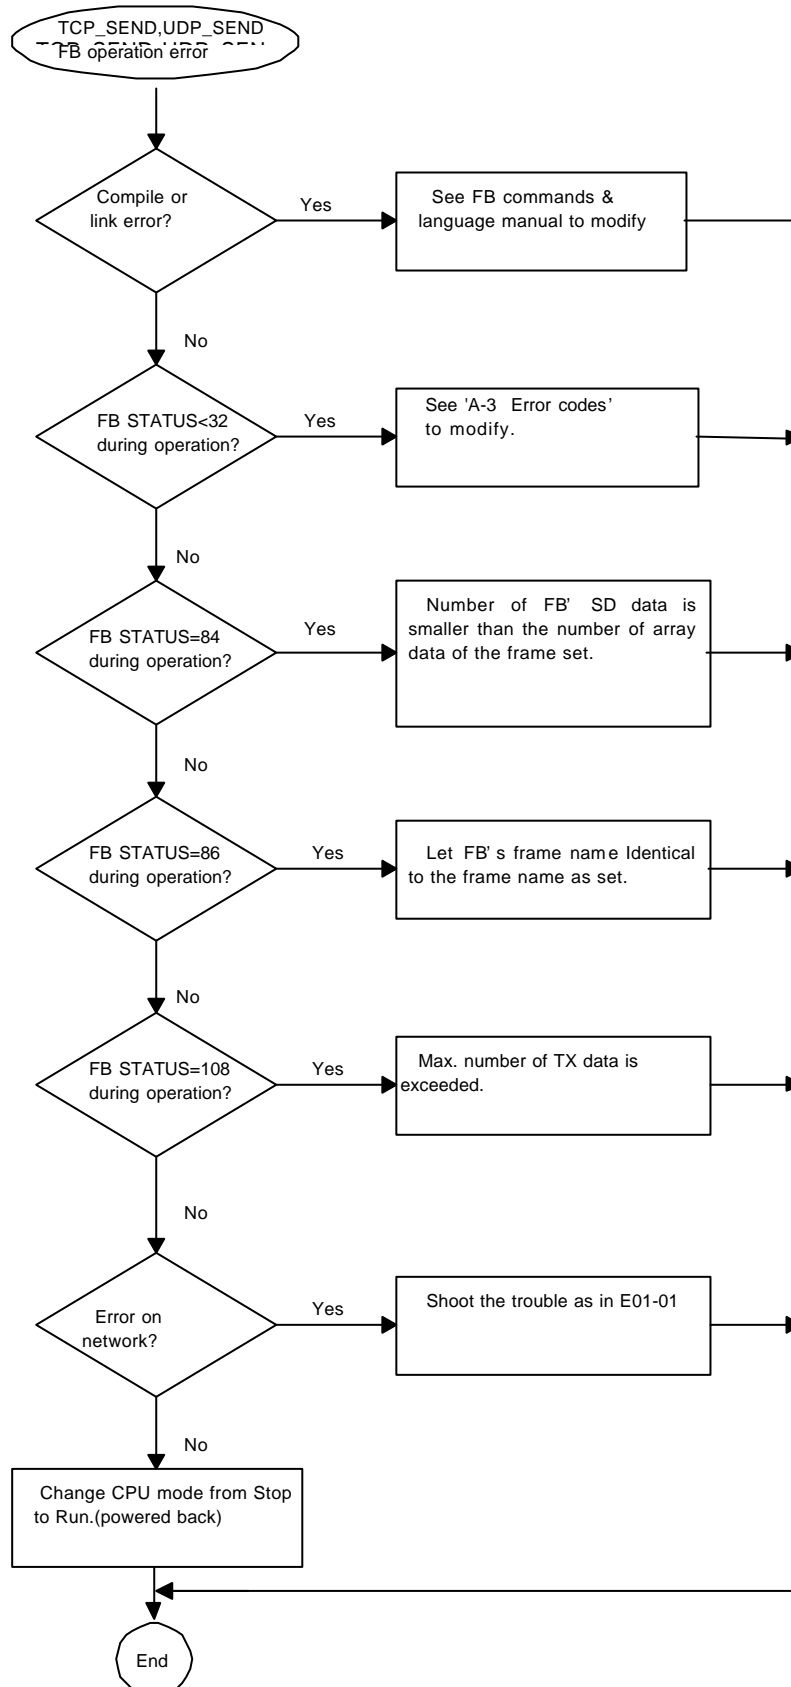 TCP_SEND,UDP_SEND
FB operation error
Compile or
link error?
Yes
See FB commands &
language manual to modify
No
FB STATUS<32
during operation?
Yes
See 'A-3 Error codes’
to modify.
No
FB STATUS=84
during operation?
Yes
Number of FB’ SD data is
smaller than the number of array
data of the frame set.
No
FB STATUS=86
during operation?
Yes
Let FB’s frame name Identical
to the frame name as set.
No
FB STATUS=108
during operation?
Yes
Max. number of TX data is
exceeded.
No
Error on
network?
Yes
Shoot the trouble as in E01-01
No
Change CPU mode from Stop
to Run.(powered back)
End